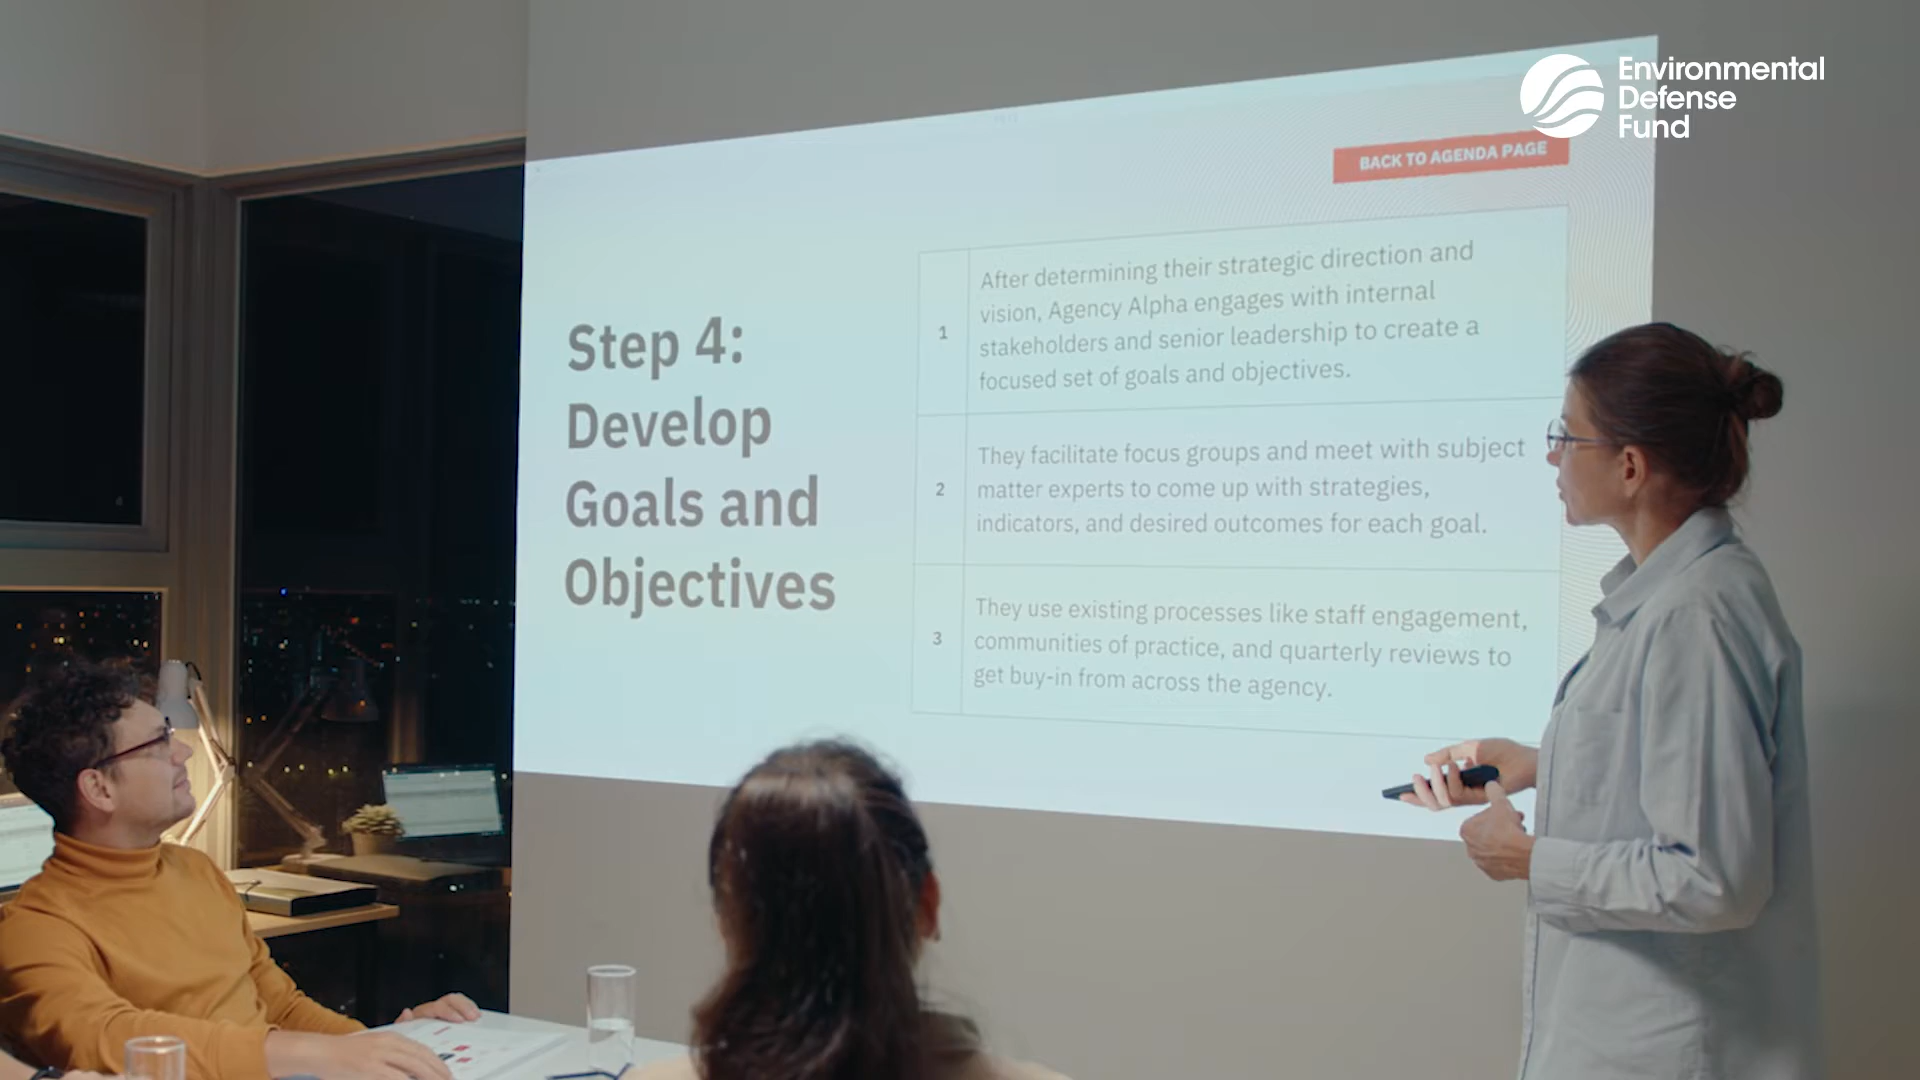 Environmental
Defense
Fund
BACK TO AGENDA PAGE
Step 4:
Develop
Goals and
Objectives
1
After determining their strategic direction and
vision, Agency Alpha engages with internal
stakeholders and senior leadership to create a
focused set of goals and objectives.
2
They facilitate focus groups and meet with subject
matter experts to come up with strategies,
indicators, and desired outcomes for each goal.
3
They use existing processes like staff engagement,
communities of practice, and quarterly reviews to
get buy-in from across the agency.